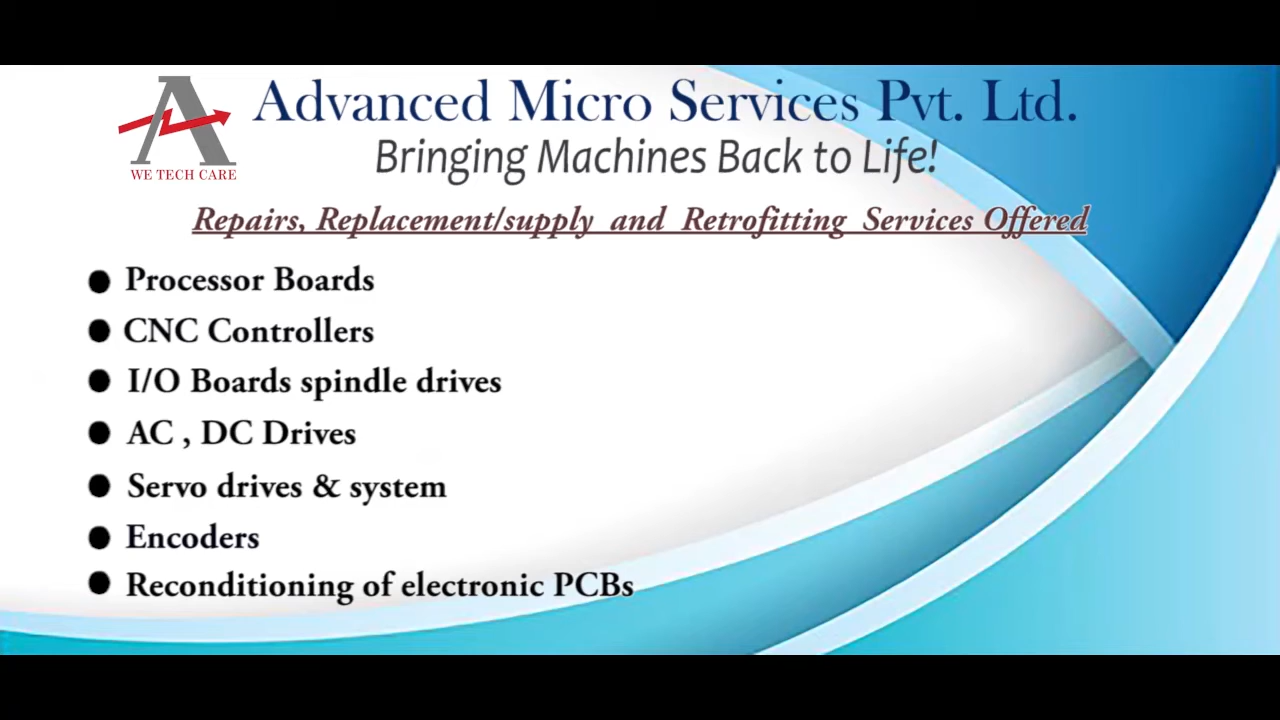 Advanced Micro Services Pvt. Ltd.
WE TECH CARE
Bringing Machines Back to Life!
Repairs, Replacement/supply and Retrofitting Services Offered
● Processor Boards
● CNC Controllers
● I/O Boards spindle drives
● AC , DC Drives
● Servo drives & system
● Encoders
● Reconditioning of electronic PCBs